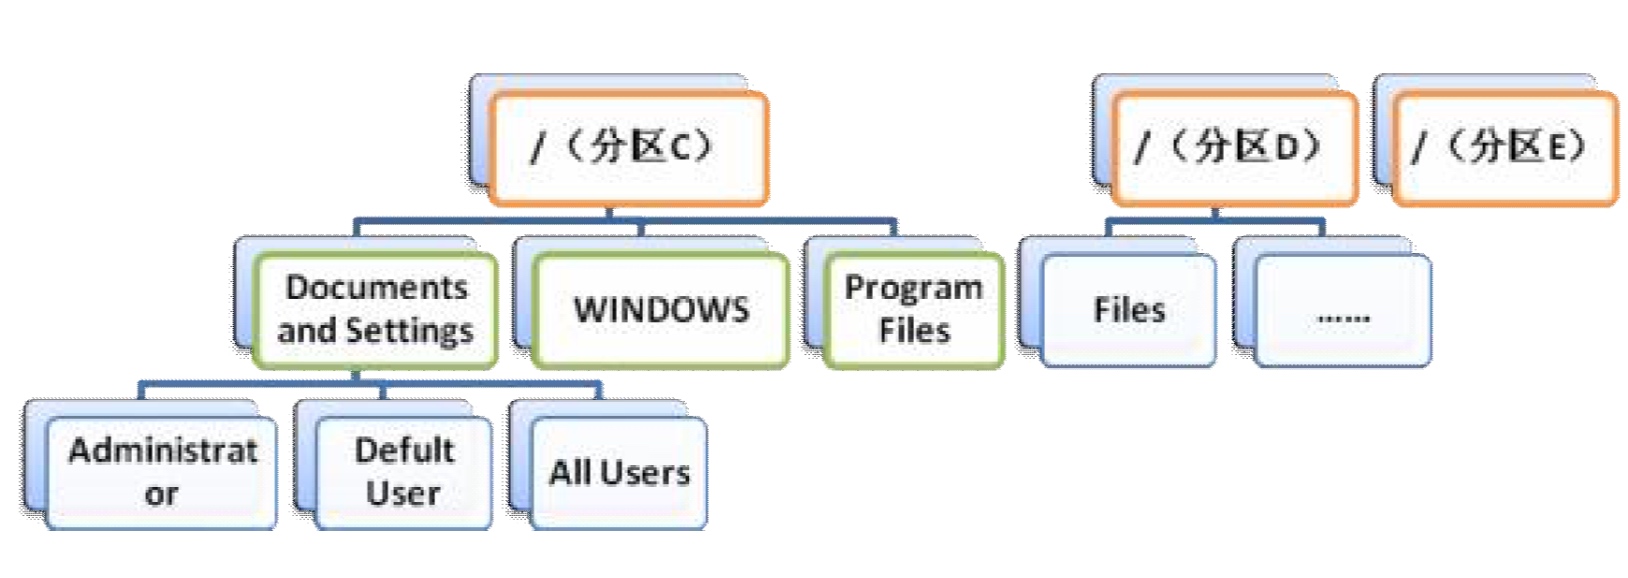 /（分区C）
/（分区D）
/（分区E）
Documents
and Settings
WINDOWS
Program
Files
Files
......
Administrat
or
Defult
User
All Users